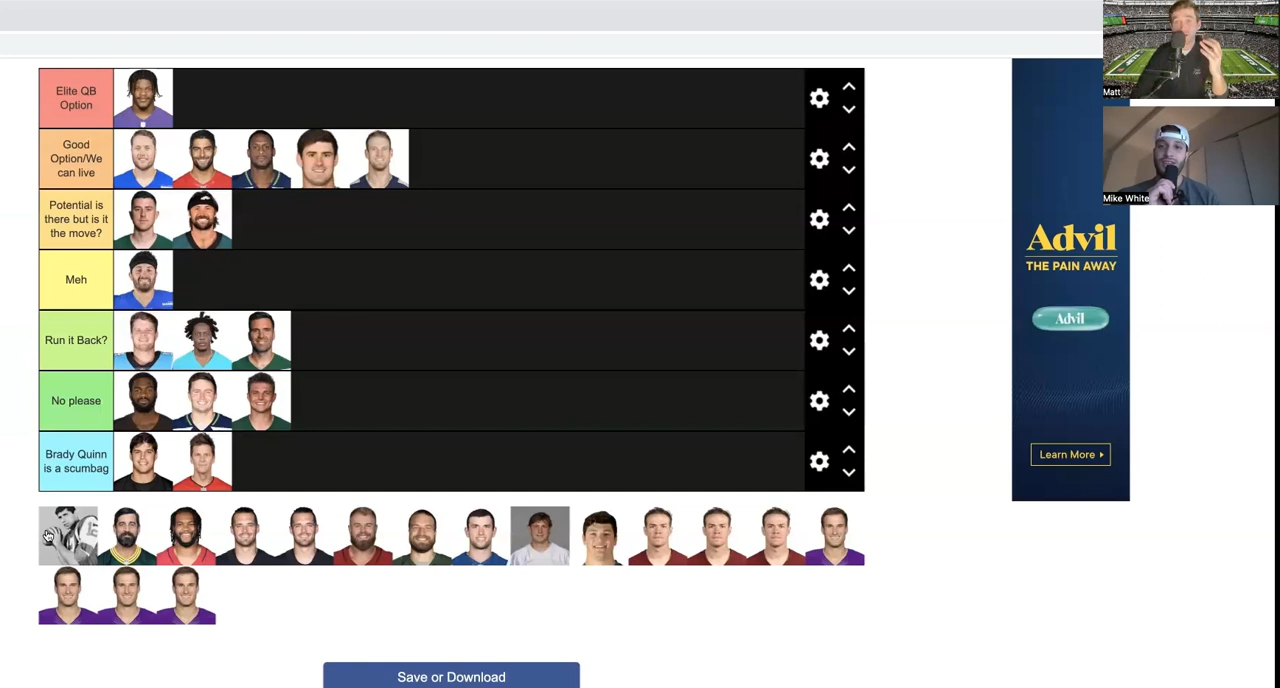 Elite QB
Option
Good
Option/We
can live
Potential is
there but is it
the move?
Meh
Run it Back?
No please
Brady Quinn
is a scumbag
Save or Download
Matt
Mike White
Advil
THE PAIN AWAY
Advil
Learn More